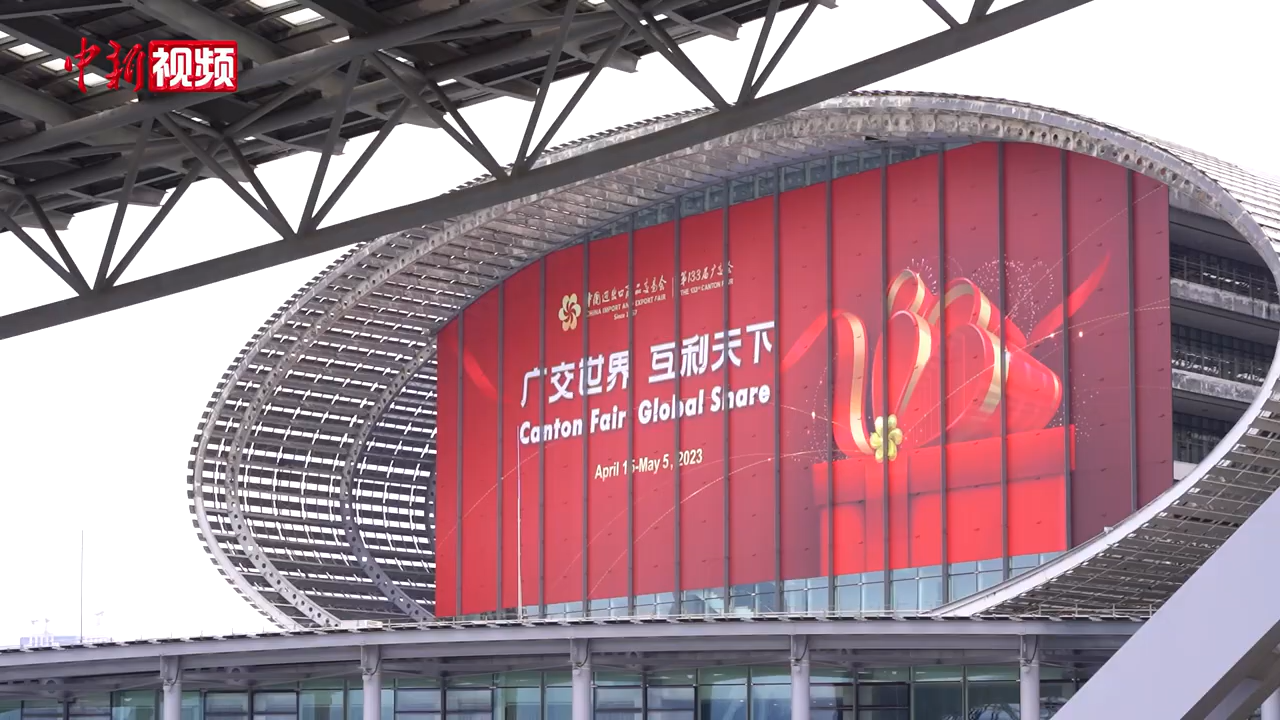 中新视频
中国进出口商品交易会
CHINA IMPORT AND EXPORT FAIR
Since 1957
第133届广交会
THE 133rd CANTON FAIR
广交世界 互利天下
Canton Fair Global Share
April 15-May 5, 2023